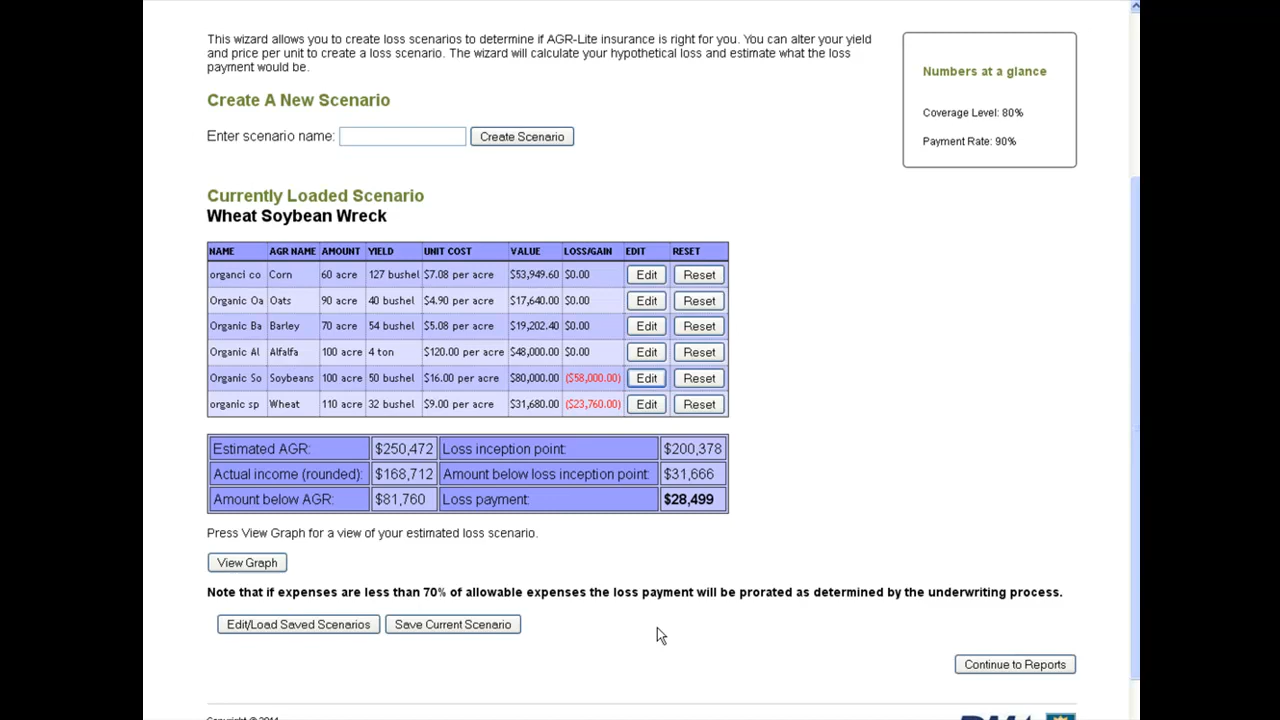 This wizard allows you to create loss scenarios to determine if AGR-Lite insurance is right for you. You can alter your yield
and price per unit to create a loss scenario. The wizard will calculate your hypothetical loss and estimate what the loss
payment would be.
Numbers at a glance
Coverage Level: 80%
Payment Rate: 90%
Create A New Scenario
Enter scenario name: Create Scenario
Currently Loaded Scenario
Wheat Soybean Wreck
NAME AGR NAME AMOUNT YIELD UNIT COST VALUE LOSS/GAIN EDIT RESET
organci co Corn 60 acre 127 bushel $7.08 per acre $53,949.60 $0.00 Edit Reset
Organic Oa Oats 90 acre 40 bushel $4.90 per acre $17,640.00 $0.00 Edit Reset
Organic Ba Barley 70 acre 54 bushel $5.08 per acre $19,202.40 $0.00 Edit Reset
Organic Al Alfalfa 100 acre 4 ton $120.00 per acre $48,000.00 $0.00 Edit Reset
Organic So Soybeans 100 acre 50 bushel $16.00 per acre $80,000.00 ($58,000.00) Edit Reset
organic sp Wheat 110 acre 32 bushel $9.00 per acre $31,680.00 ($23,760.00) Edit Reset
Estimated AGR: $250,472 Loss inception point: $200,378
Actual income (rounded): $168,712 Amount below loss inception point: $31,666
Amount below AGR: $81,760 Loss payment: $28,499
Press View Graph for a view of your estimated loss scenario.
View Graph
Note that if expenses are less than 70% of allowable expenses the loss payment will be prorated as determined by the underwriting process.
Edit/Load Saved Scenarios Save Current Scenario
Continue to Reports
Copyright © 2011